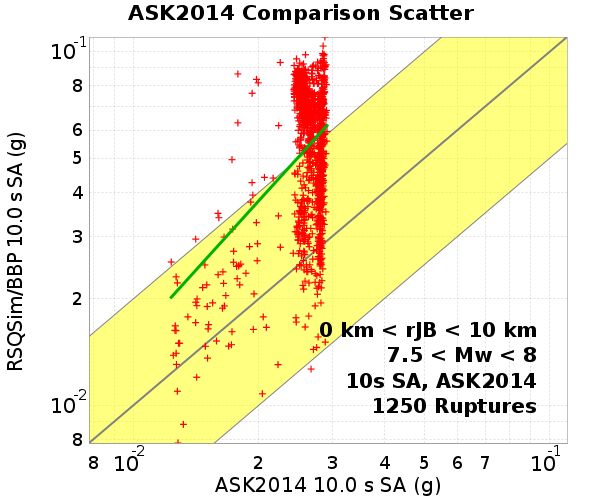 ASK2014 Comparison Scatter
RSQSim/BBP 10.0 s SA (g)
10-1
8
6
5
4
3
2
10-2
8
0 km < rJB < 10 km
7.5 < Mw < 8
10s SA, ASK2014
1250 Ruptures
8 10-2 2 3 4 5 6 7 10-1
ASK2014 10.0 s SA (g)